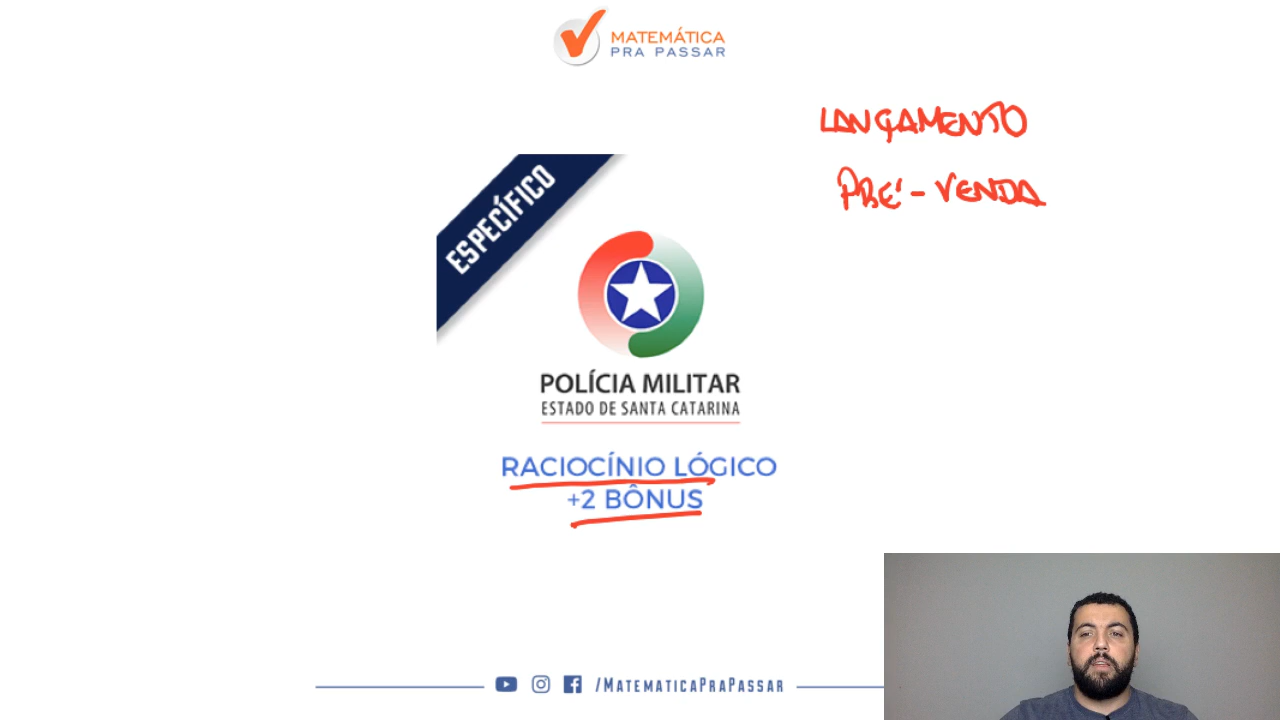 MATEMÁTICA
PRA PASSAR
LANÇAMENTO
PRÉ-VENDA
ESPECÍFICO
POLÍCIA MILITAR
ESTADO DE SANTA CATARINA
RACIOCÍNIO LÓGICO
+2 BÔNUS
/MATEMATICAPRAPASSAR